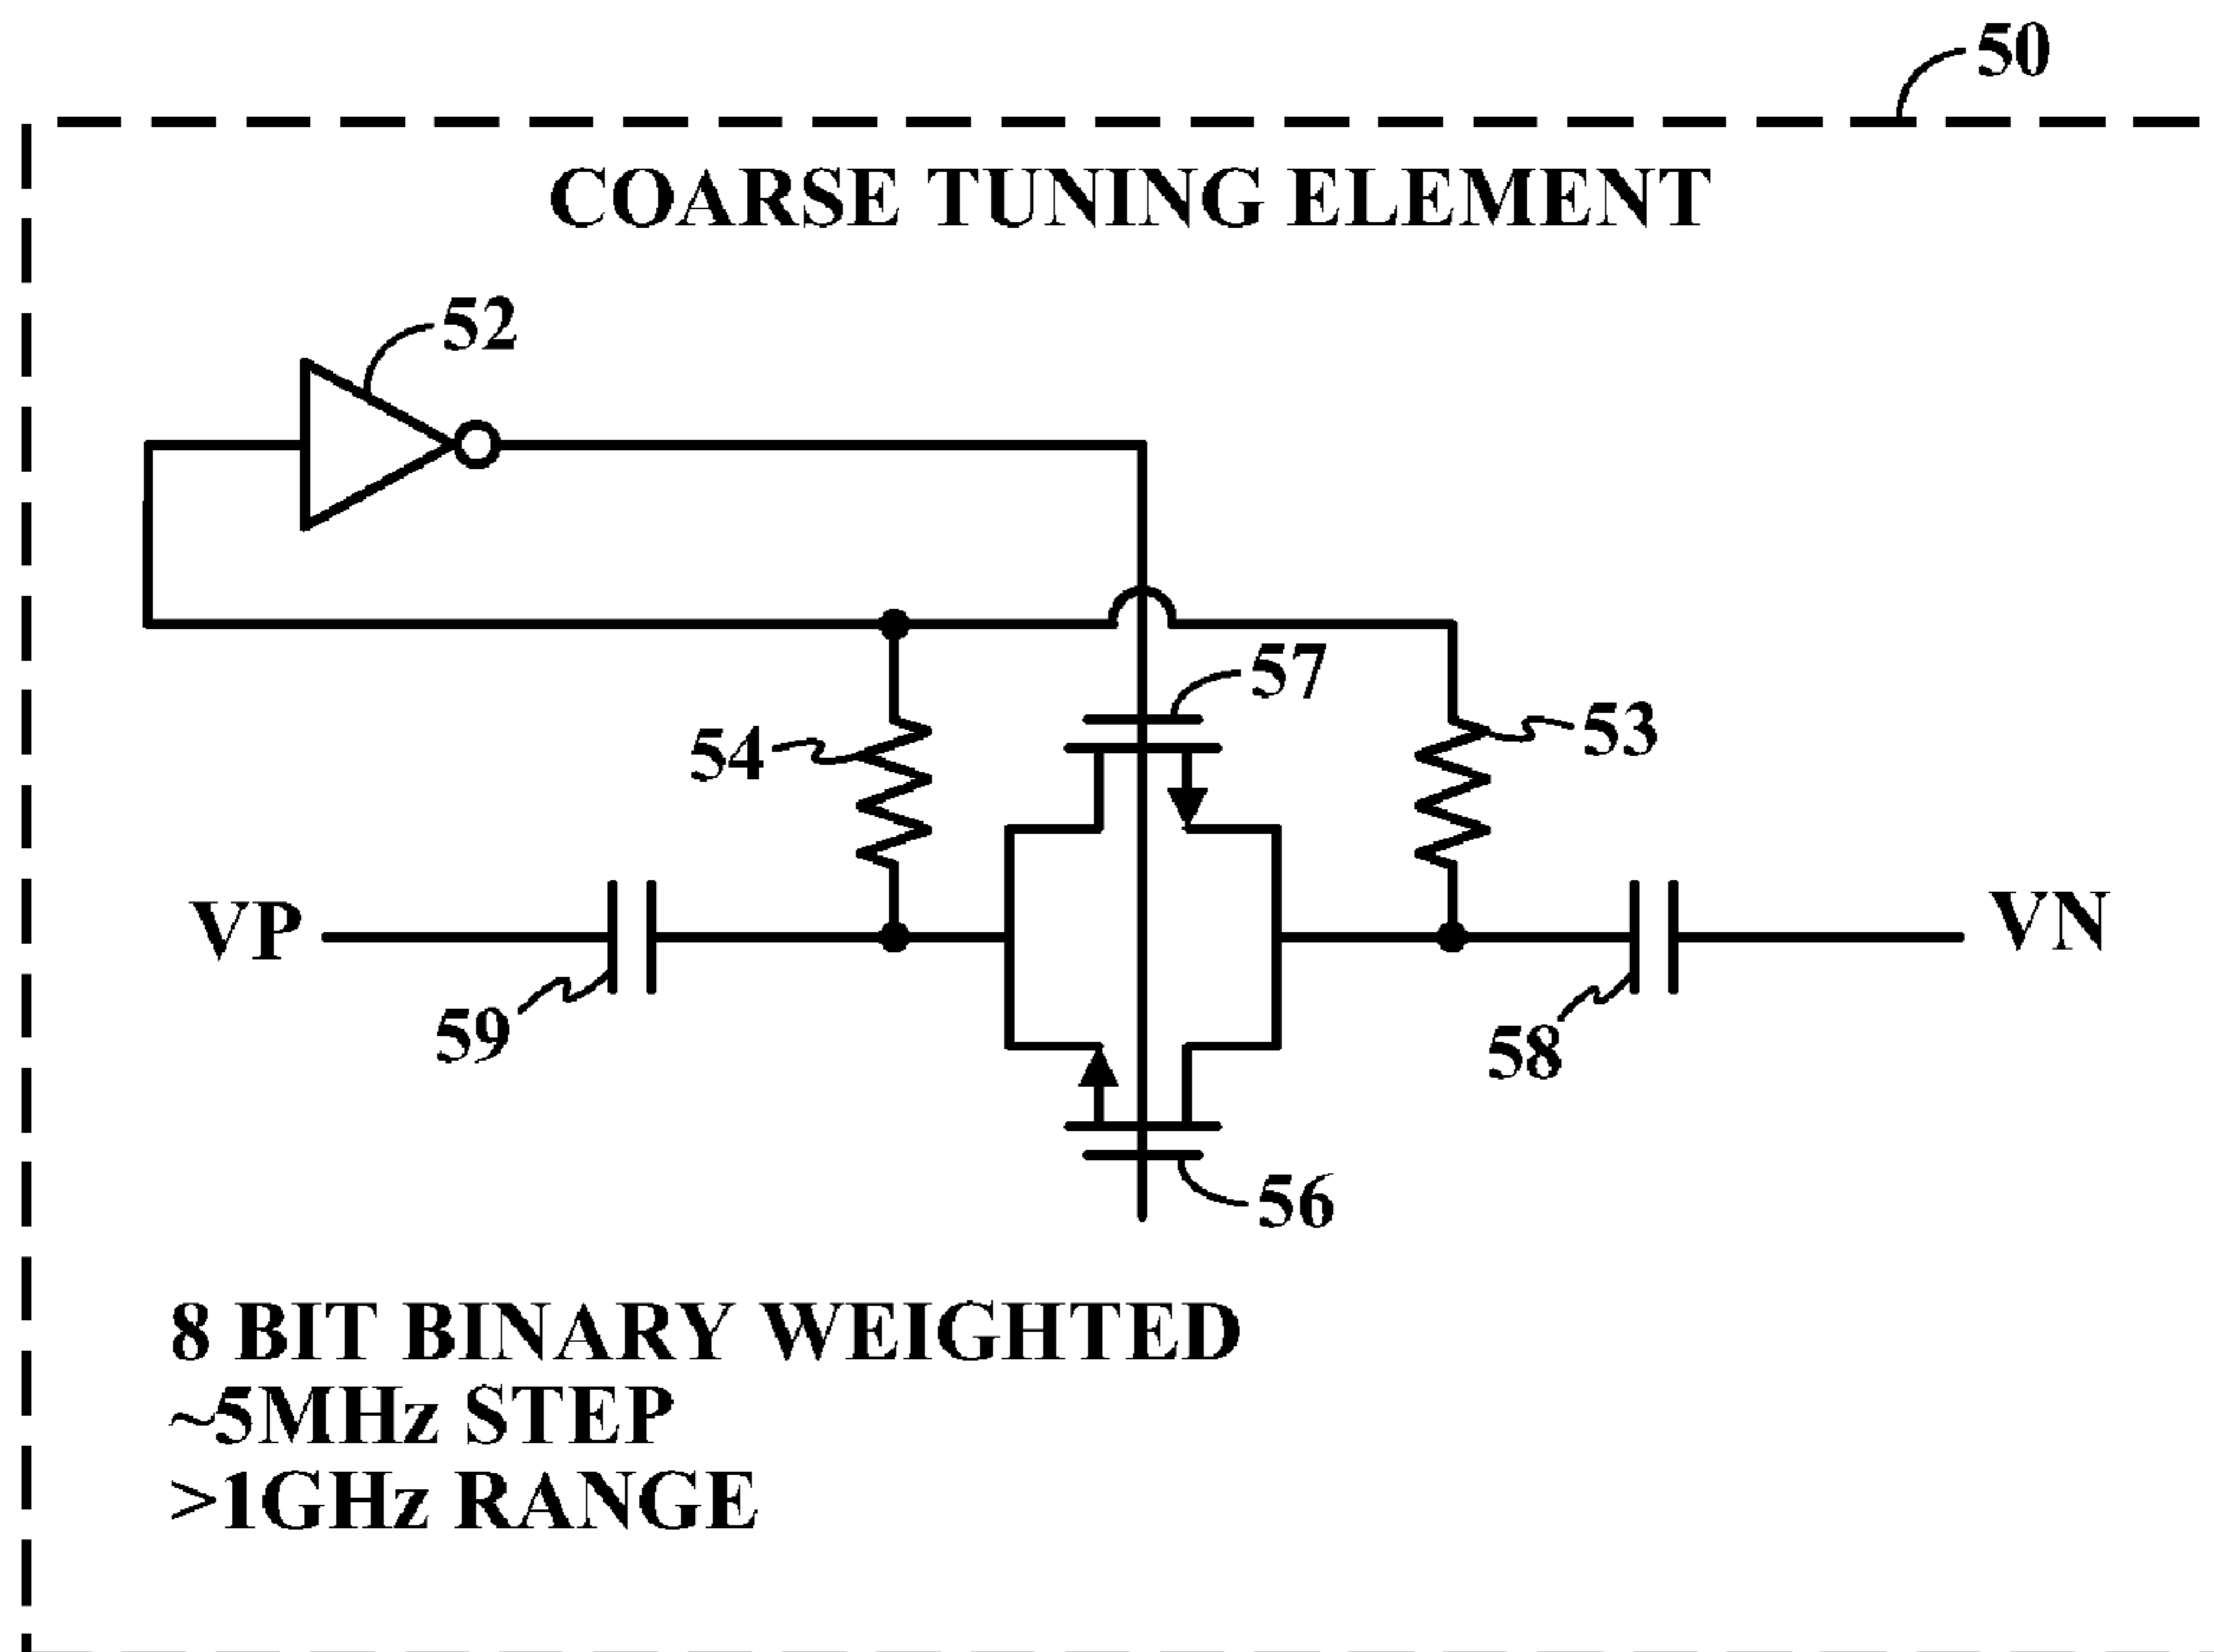 50
COARSE TUNING ELEMENT
52
57
54
53
VP
VN
59
58
56
8 BIT BINARY WEIGHTED
~5MHz STEP
>1GHz RANGE